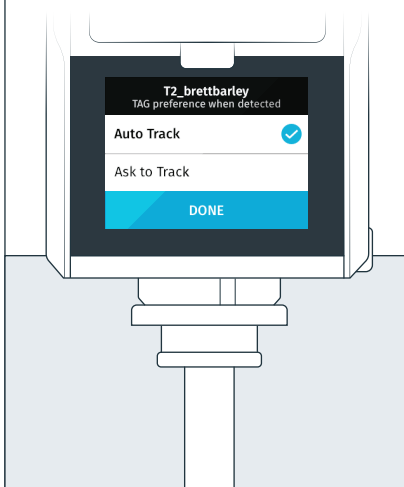 T2_brettbarley
TAG preference when detected
Auto Track
Ask to Track
DONE